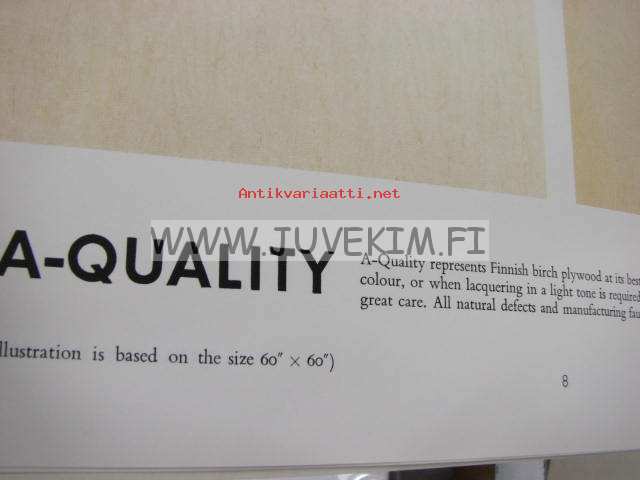 Antikvariaatti.net
WWW.JUVEKIM.FI
A-QUALITY
A-Quality represents Finnish birch plywood at its best
colour, or when lacquering in a light tone is required
great care. All natural defects and manufacturing fau
llustration is based on the size 60" × 60")
8